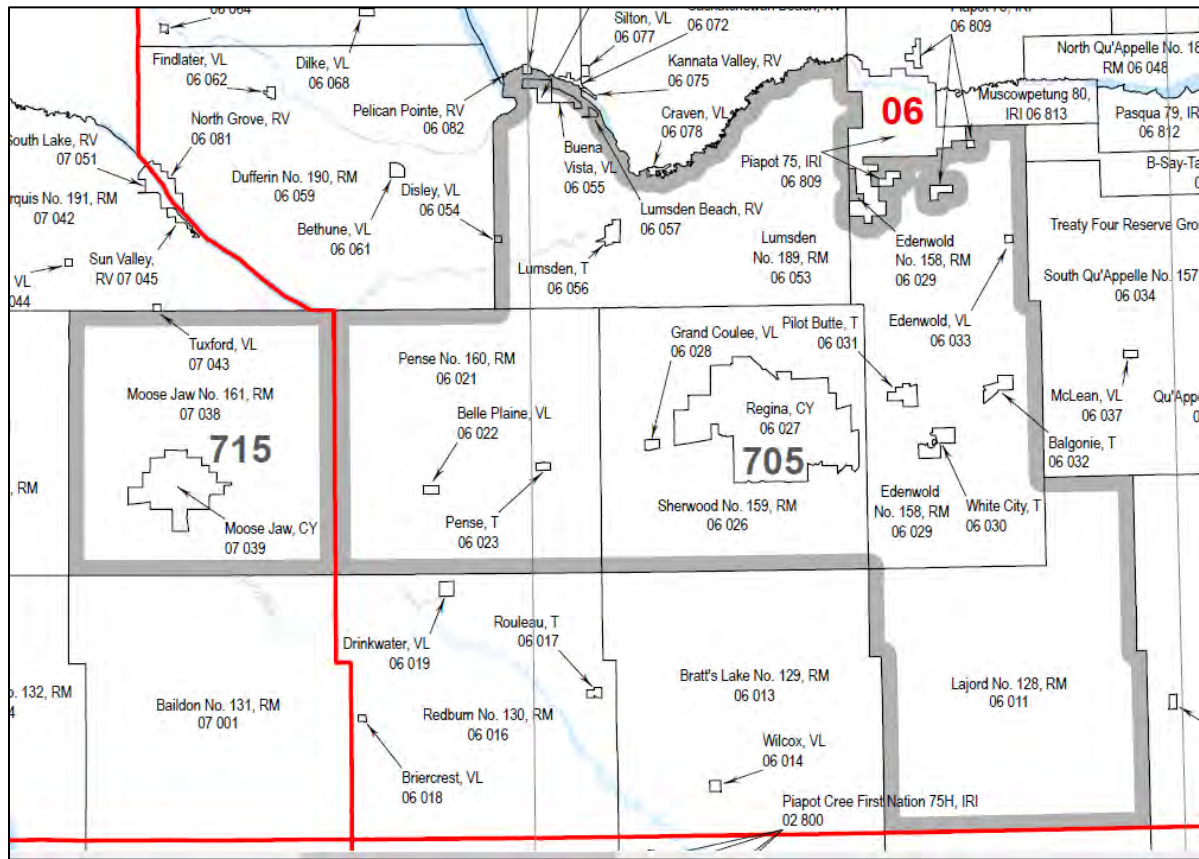 06 064
Findlater, VL
06 062
Dilke, VL
06 068
North Grove, RV
06 081
South Lake, RV
07 051
rquis No. 191, RM
07 042
Dufferin No. 190, RM
06 059
Pelican Pointe, RV
06 082
Disley, VL
06 054
Bethune, VL
06 061
Sun Valley,
RV 07 045
VL
044
Silton, VL
06 077
Saskatchewan Beach, RV
06 072
Kannata Valley, RV
06 075
Craven, VL
06 078
Buena
Vista, VL
06 055
Lumsden Beach, RV
06 057
Lumsden, T
06 056
Lumsden
No. 189, RM
06 053
Piapot 75, IRI
06 809
06
North Qu'Appelle No. 18
RM 06 048
Muscowpetung 80,
IRI 06 813
Pasqua 79, IR
06 812
B-Say-Ta
0
Piapot 75, IRI
06 809
Edenwold
No. 158, RM
06 029
Treaty Four Reserve Gro
South Qu'Appelle No. 157
06 034
Edenwold, VL
06 033
Tuxford, VL
07 043
Moose Jaw No. 161, RM
07 038
715
Moose Jaw, CY
07 039
, RM
Pense No. 160, RM
06 021
Belle Plaine, VL
06 022
Pense, T
06 023
Grand Coulee, VL
06 028
Pilot Butte, T
06 031
Regina, CY
06 027
705
Sherwood No. 159, RM
06 026
Edenwold
No. 158, RM
06 029
White City, T
06 030
Balgonie, T
06 032
McLean, VL
06 037
Qu'Appe
0
Drinkwater, VL
06 019
Rouleau, T
06 017
o. 132, RM
4
Baildon No. 131, RM
07 001
Redburn No. 130, RM
06 016
Briercrest, VL
06 018
Bratt's Lake No. 129, RM
06 013
Wilcox, VL
06 014
Lajord No. 128, RM
06 011
Piapot Cree First Nation 75H, IRI
02 800